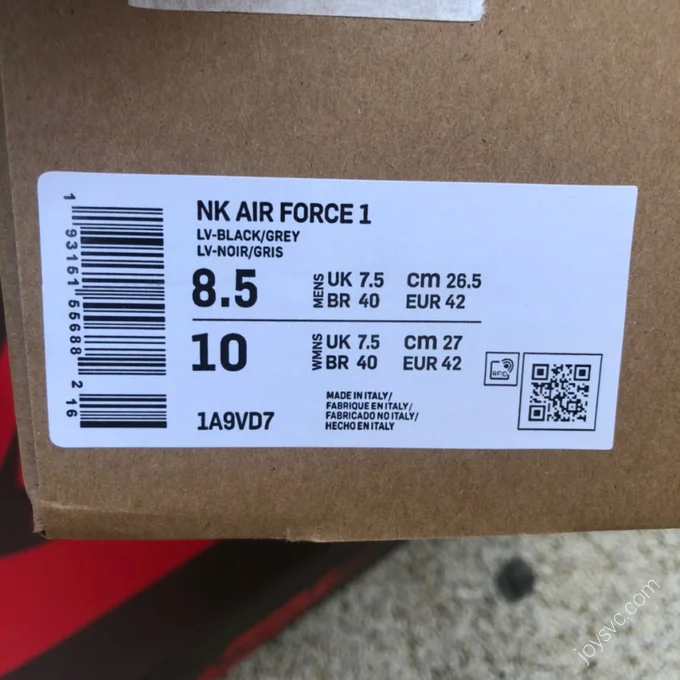 1 93151 55688 2 16
NK AIR FORCE 1
LV-BLACK/GREY
LV-NOIR/GRIS
8.5
MENS
UK 7.5 cm 26.5
BR 40 EUR 42
10
WMNS
UK 7.5 cm 27
BR 40 EUR 42
RFID
1A9VD7
MADE IN ITALY/
FABRIQUE EN ITALY/
FABRICADO NO ITALY/
HECHO EN ITALY
joysvc.com